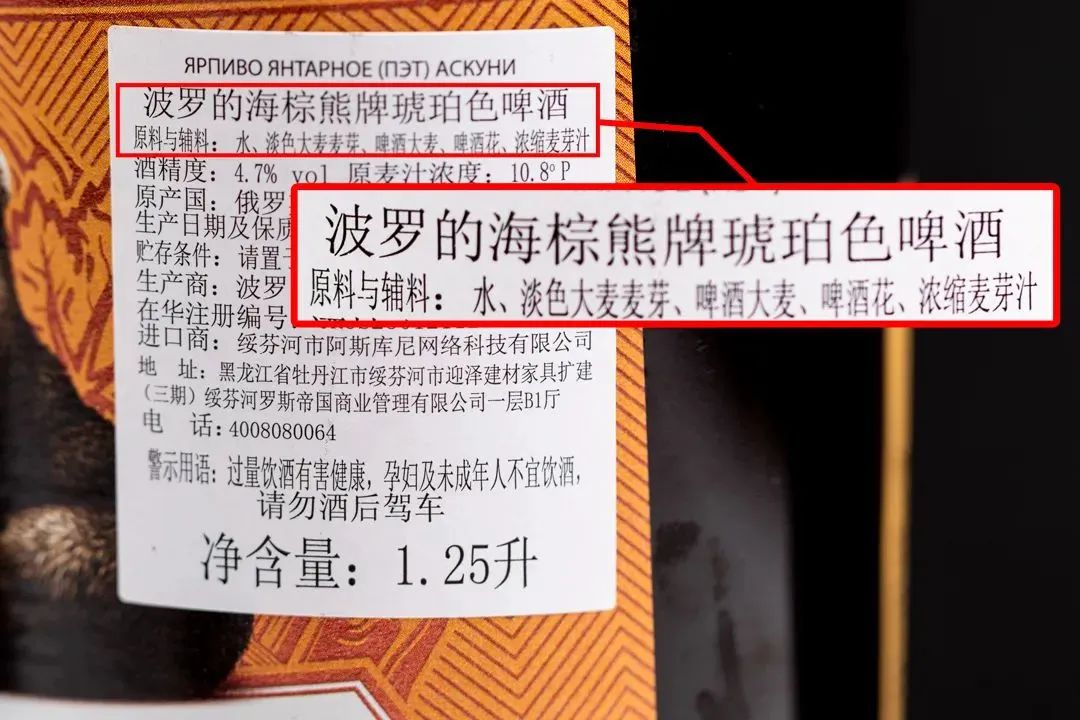 ЯРПИВО ЯНТАРНОЕ (ПЭТ) АСКУНИ
波罗的海棕熊牌琥珀色啤酒
原料与辅料： 水、淡色大麦麦芽、啤酒大麦、啤酒花、浓缩麦芽汁
酒精度：4.7% vol 原麦汁浓度：10.8°P
原产国：俄罗
生产日期及保质
贮存条件：请置于
生产商：波罗
在华注册编号：
进口商：绥芬河市阿斯库尼网络科技有限公司
地 址：黑龙江省牡丹江市绥芬河市迎泽建材家具扩建
（三期）绥芬河罗斯帝国商业管理有限公司一层B1厅
电 话：4008080064
警示用语：过量饮酒有害健康，孕妇及未成年人不宜饮酒，
请勿酒后驾车
净含量：1.25升
波罗的海棕熊牌琥珀色啤酒
原料与辅料： 水、淡色大麦麦芽、啤酒大麦、啤酒花、浓缩麦芽汁